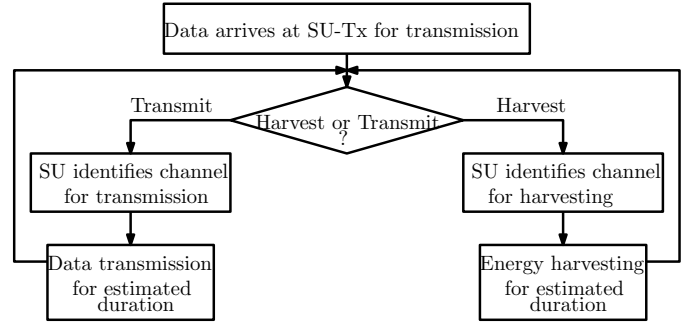 Data arrives at SU-Tx for transmission
Transmit
Harvest
Harvest or Transmit
?
SU identifies channel
for transmission
SU identifies channel
for harvesting
Data transmission
for estimated
duration
Energy harvesting
for estimated
duration